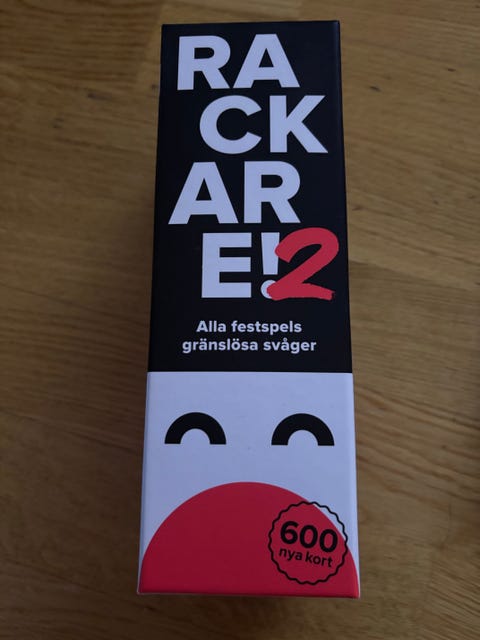 RA
CK
AR
E!2
Alla festspels
gränslösa svåger
600
nya kort